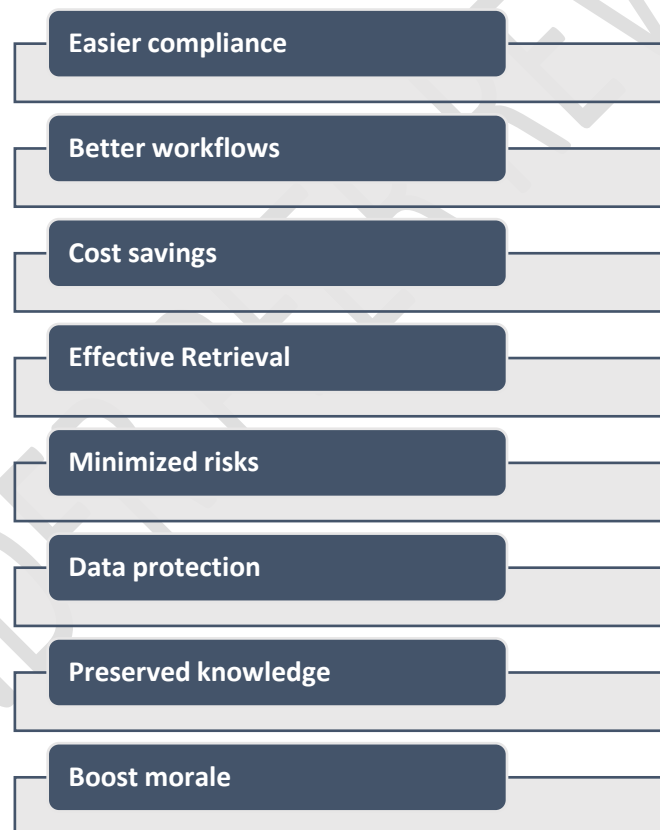 Easier compliance
Better workflows
Cost savings
Effective Retrieval
Minimized risks
Data protection
Preserved knowledge
Boost morale